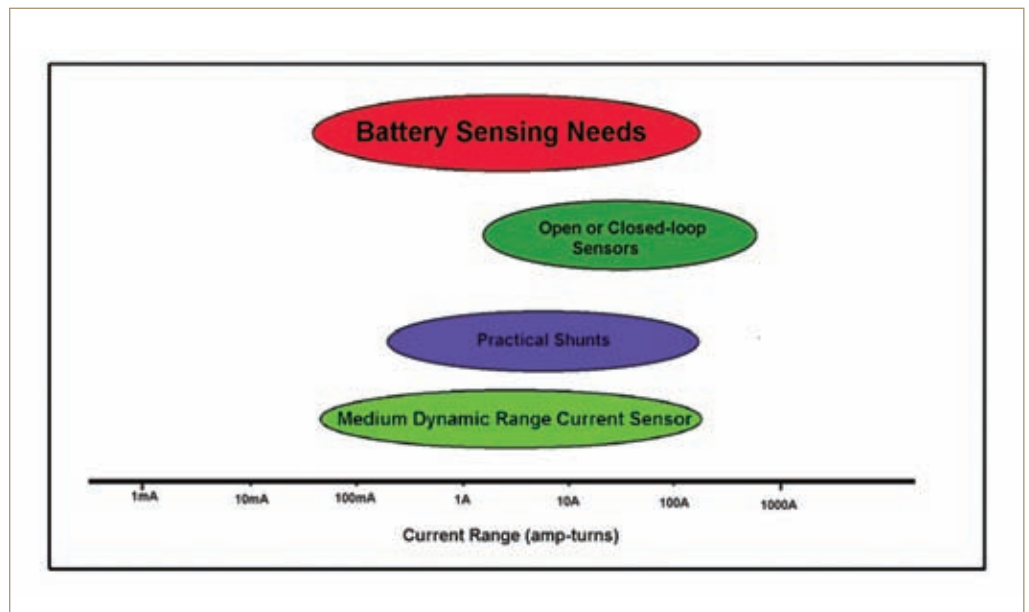 Battery Sensing Needs
Open or Closed-loop
Sensors
Practical Shunts
Medium Dynamic Range Current Sensor
1mA 10mA 100mA 1A 10A 100A 1000A
Current Range (amp-turns)